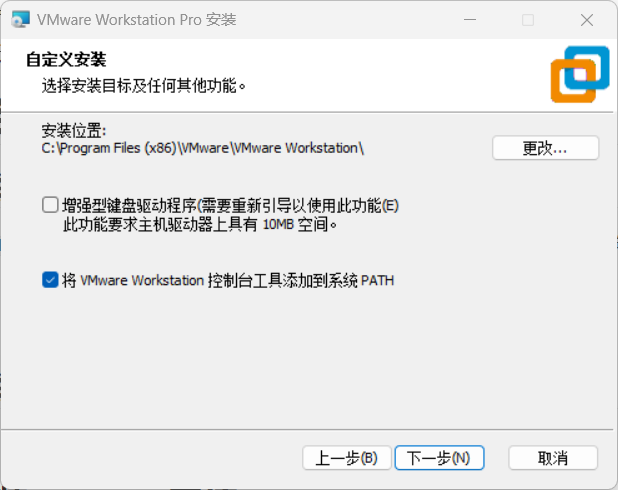 VMware Workstation Pro 安装
自定义安装
选择安装目标及任何其他功能。
安装位置:
C:\Program Files (x86)\VMware\VMware Workstation\
更改...
增强型键盘驱动程序(需要重新引导以使用此功能(E)
此功能要求主机驱动器上具有 10MB 空间。
将 VMware Workstation 控制台工具添加到系统 PATH
上一步(B)
下一步(N)
取消